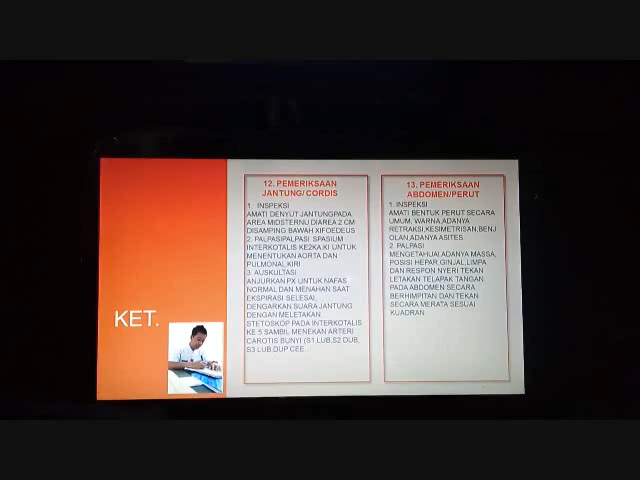 KET.
12. PEMERIKSAAN
JANTUNG/ CORDIS
1. INSPEKSI
AMATI DENYUT JANTUNGPADA
AREA MIDSTERNU DIAREA 2 CM
DISAMPING BAWAH XIFOEDEUS
2. PALPASIPALPASI SPASIUM
INTERKOTALIS KE2KA.KI UNTUK
MENENTUKAN AORTA DAN
PULMONAL KIRI
3. AUSKULTASI
ANJURKAN PX UNTUK NAFAS
NORMAL DAN MENAHAN SAAT
EKSPIRASI SELESAI,
DENGARKAN SUARA JANTUNG
DENGAN MELETAKAN
STETOSKOP PADA INTERKOTALIS
KE 5 SAMBIL MENEKAN ARTERI
CAROTIS BUNYI (S1 LUB,S2 DUB,
S3 LUB.DUP CEE...
13. PEMERIKSAAN
ABDOMEN/PERUT
1. INSPEKSI
AMATI BENTUK PERUT SECARA
UMUM, WARNA,ADANYA
RETRAKSI,KESIMETRISAN,BENJ
OLAN,ADANYA ASITES.
2. PALPASI
MENGETAHUAI,ADANYA MASSA,
POSISI HEPAR,GINJAL,LIMPA
DAN RESPON NYERI TEKAN
LETAKAN TELAPAK TANGAN
PADA ABDOMEN SECARA
BERHIMPITAN DAN TEKAN
SECARA MERATA SESUAI
KUADRAN